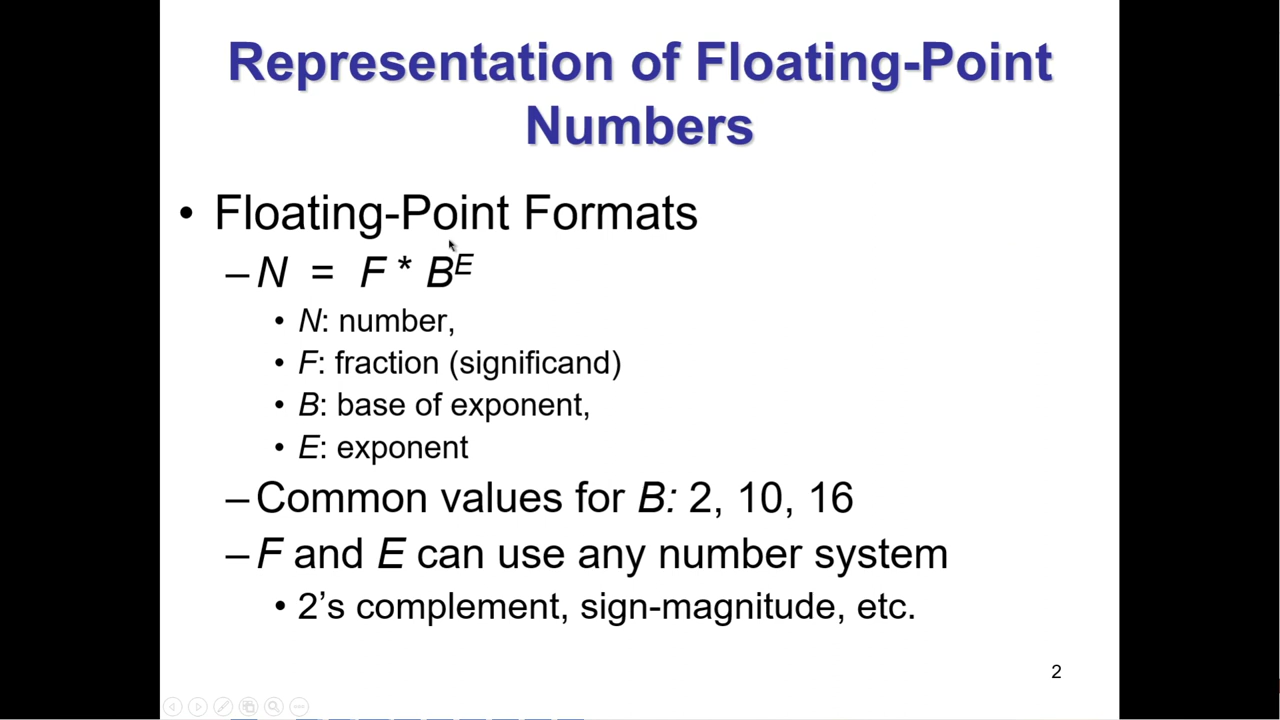 Representation of Floating-Point
Numbers
• Floating-Point Formats
– N = F * B^E
• N: number,
• F: fraction (significand)
• B: base of exponent,
• E: exponent
– Common values for B: 2, 10, 16
– F and E can use any number system
• 2’s complement, sign-magnitude, etc.
2